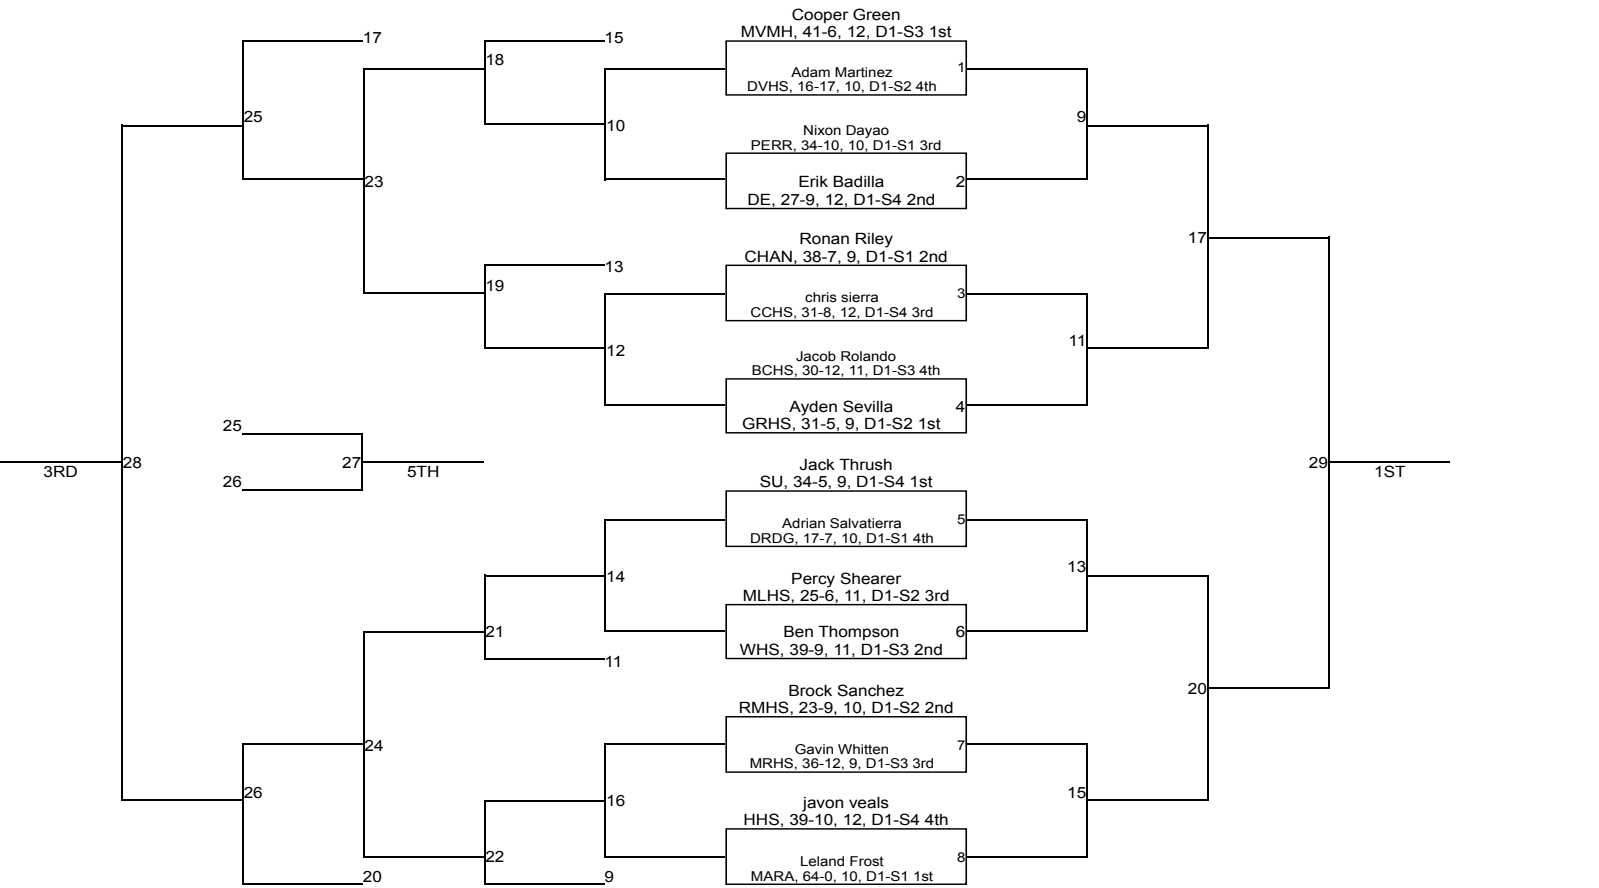 17
15
18
25
10
23
13
19
12
25
28
3RD
27
5TH
26
14
21
11
24
26
16
22
20
9
Cooper Green
MVMH, 41-6, 12, D1-S3 1st
Adam Martinez
1
DVHS, 16-17, 10, D1-S2 4th
Nixon Dayao
PERR, 34-10, 10, D1-S1 3rd
Erik Badilla
2
DE, 27-9, 12, D1-S4 2nd
Ronan Riley
CHAN, 38-7, 9, D1-S1 2nd
chris sierra
3
CCHS, 31-8, 12, D1-S4 3rd
Jacob Rolando
BCHS, 30-12, 11, D1-S3 4th
Ayden Sevilla
4
GRHS, 31-5, 9, D1-S2 1st
Jack Thrush
SU, 34-5, 9, D1-S4 1st
Adrian Salvatierra
5
DRDG, 17-7, 10, D1-S1 4th
Percy Shearer
MLHS, 25-6, 11, D1-S2 3rd
Ben Thompson
6
WHS, 39-9, 11, D1-S3 2nd
Brock Sanchez
RMHS, 23-9, 10, D1-S2 2nd
Gavin Whitten
7
MRHS, 36-12, 9, D1-S3 3rd
javon veals
HHS, 39-10, 12, D1-S4 4th
Leland Frost
8
MARA, 64-0, 10, D1-S1 1st
9
17
11
29
1ST
13
20
15